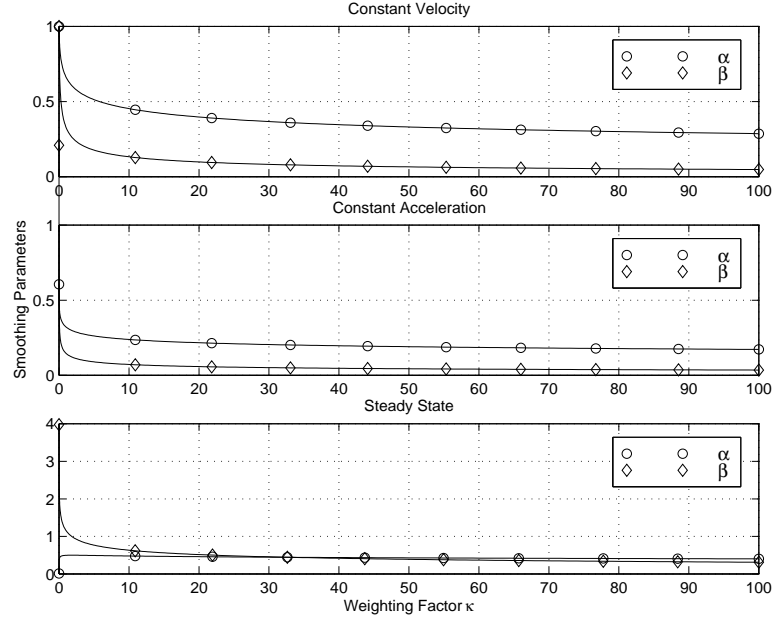 Constant Velocity
1
0.5
0
α
β
0 10 20 30 40 50 60 70 80 90 100
Constant Acceleration
1
0.5
0
α
β
0 10 20 30 40 50 60 70 80 90 100
Smoothing Parameters
Steady State
4
3
2
1
0
α
β
0 10 20 30 40 50 60 70 80 90 100
Weighting Factor κ